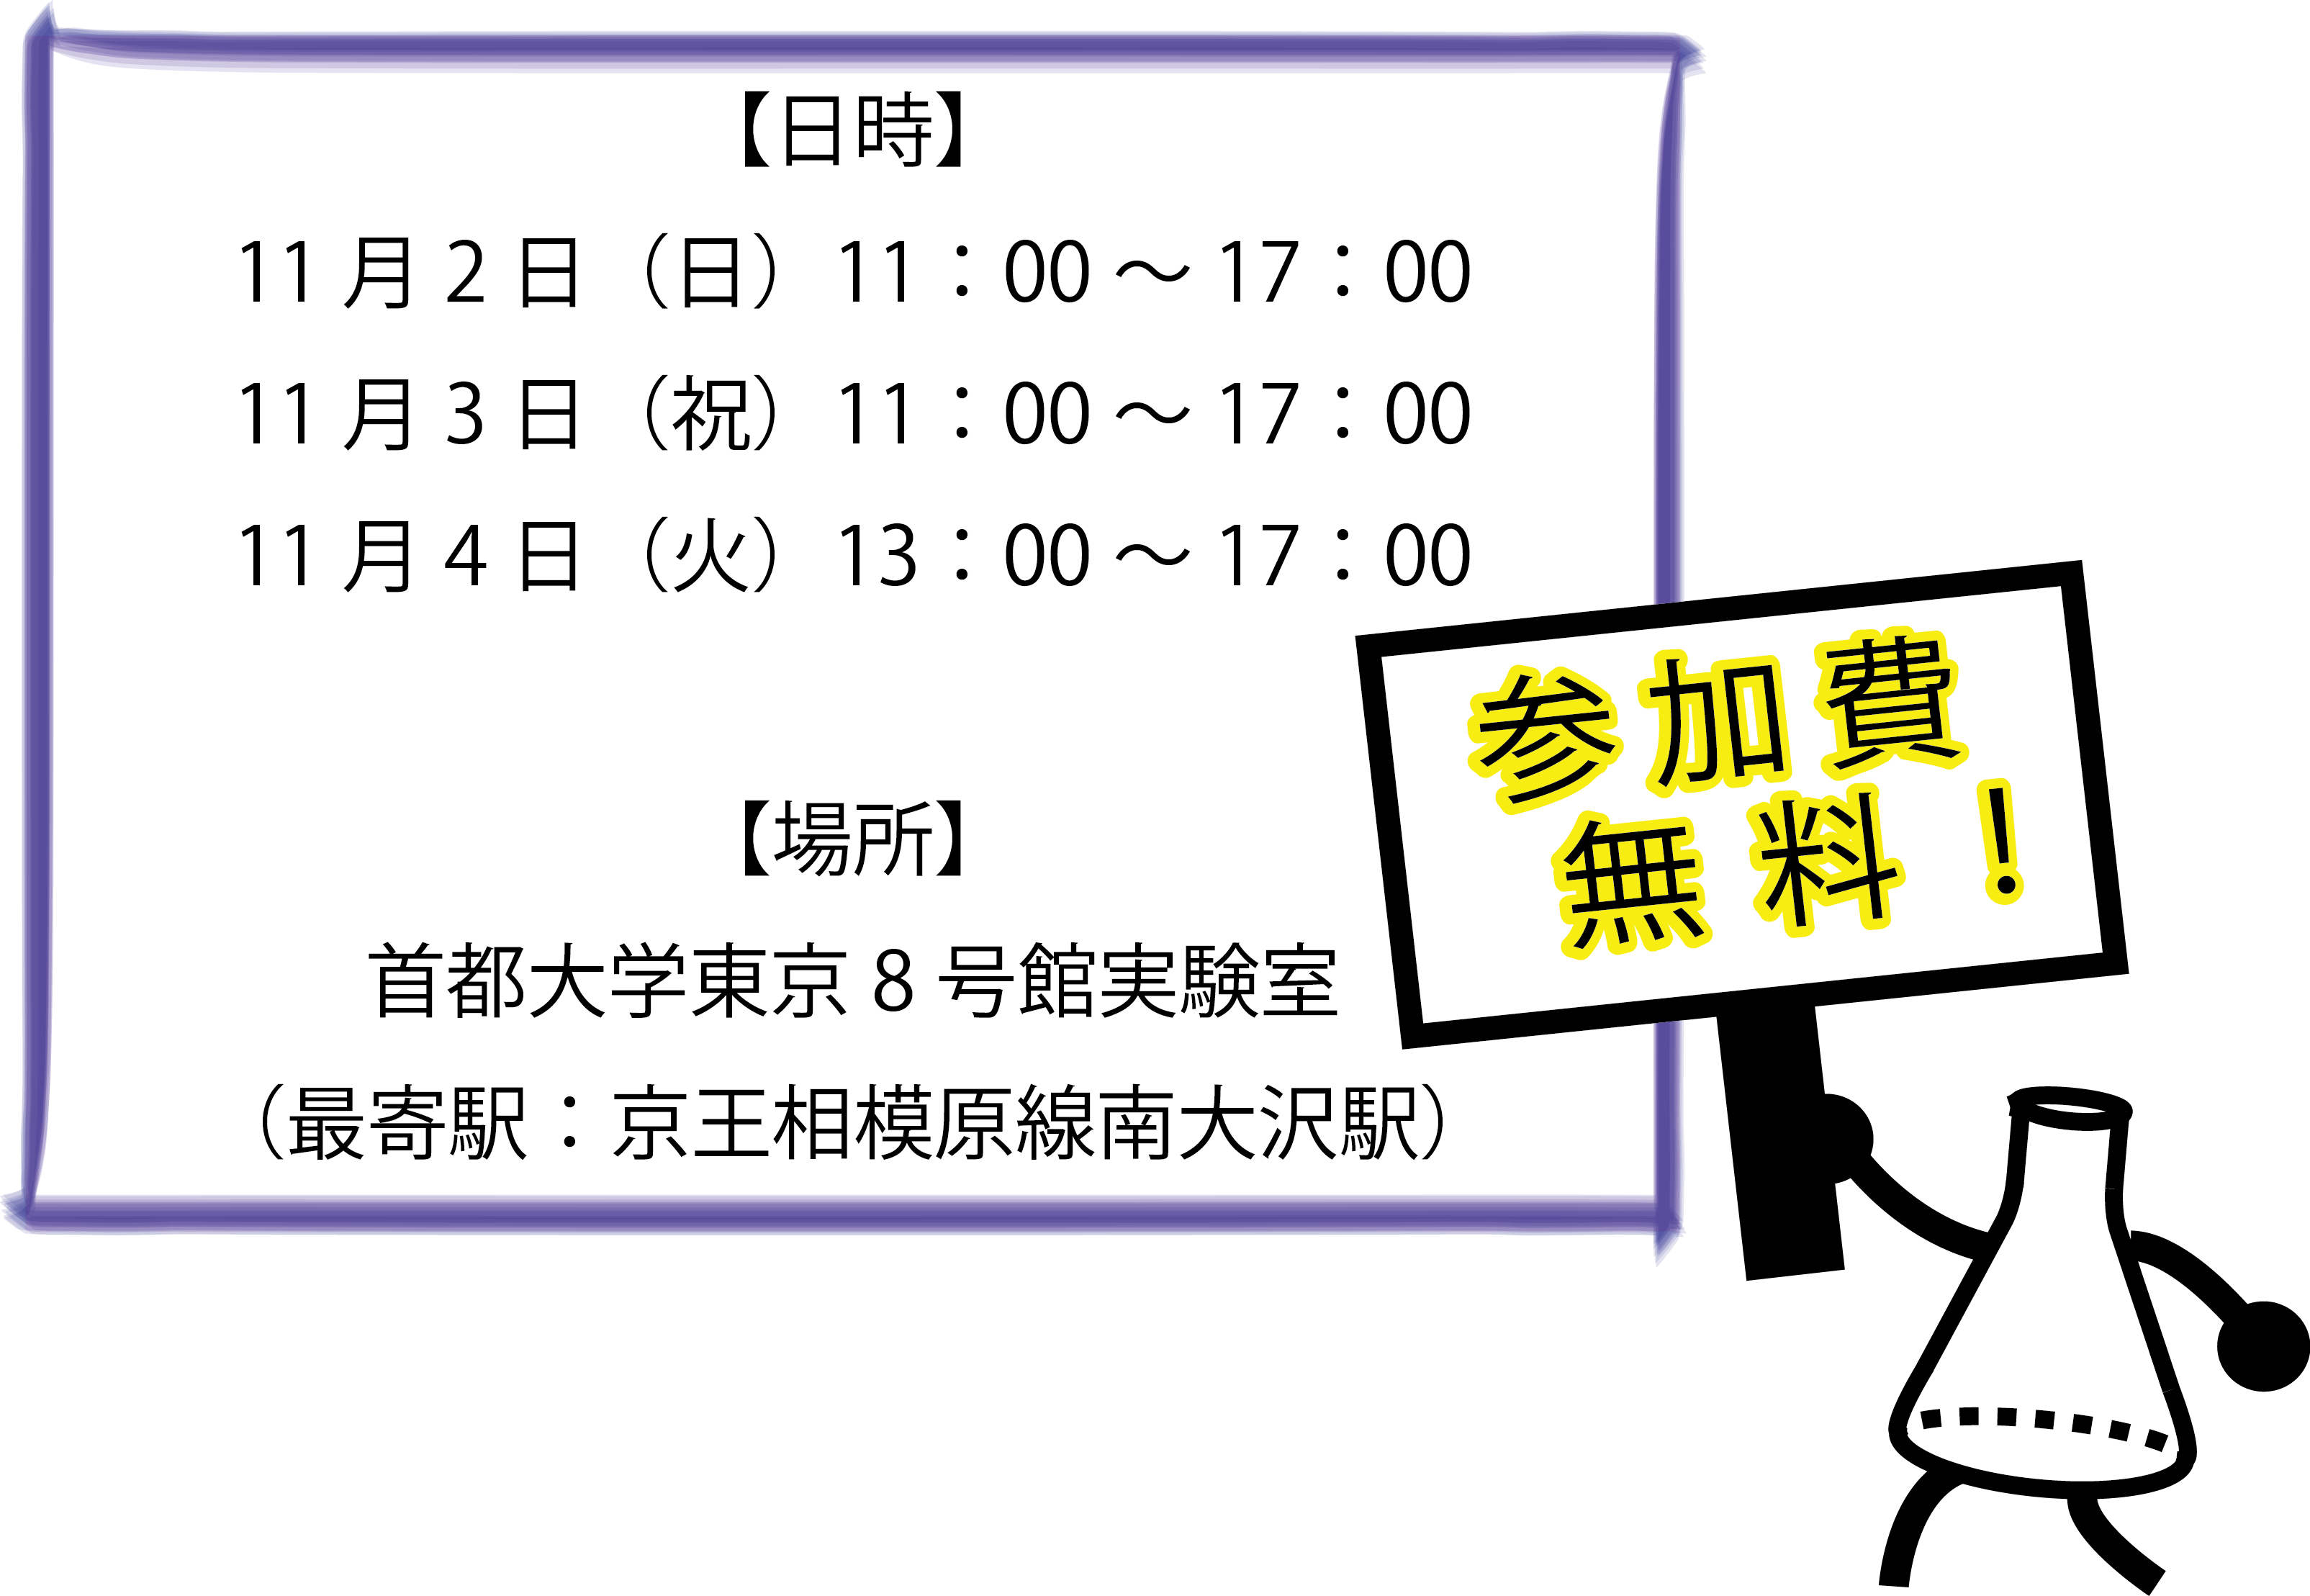 【日時】
11月2日（日）11：00～17：00
11月3日（祝）11：00～17：00
11月4日（火）13：00～17：00
【場所】
首都大学東京8号館実験室
（最寄駅：京王相模原線南大沢駅）
参加費
無料！